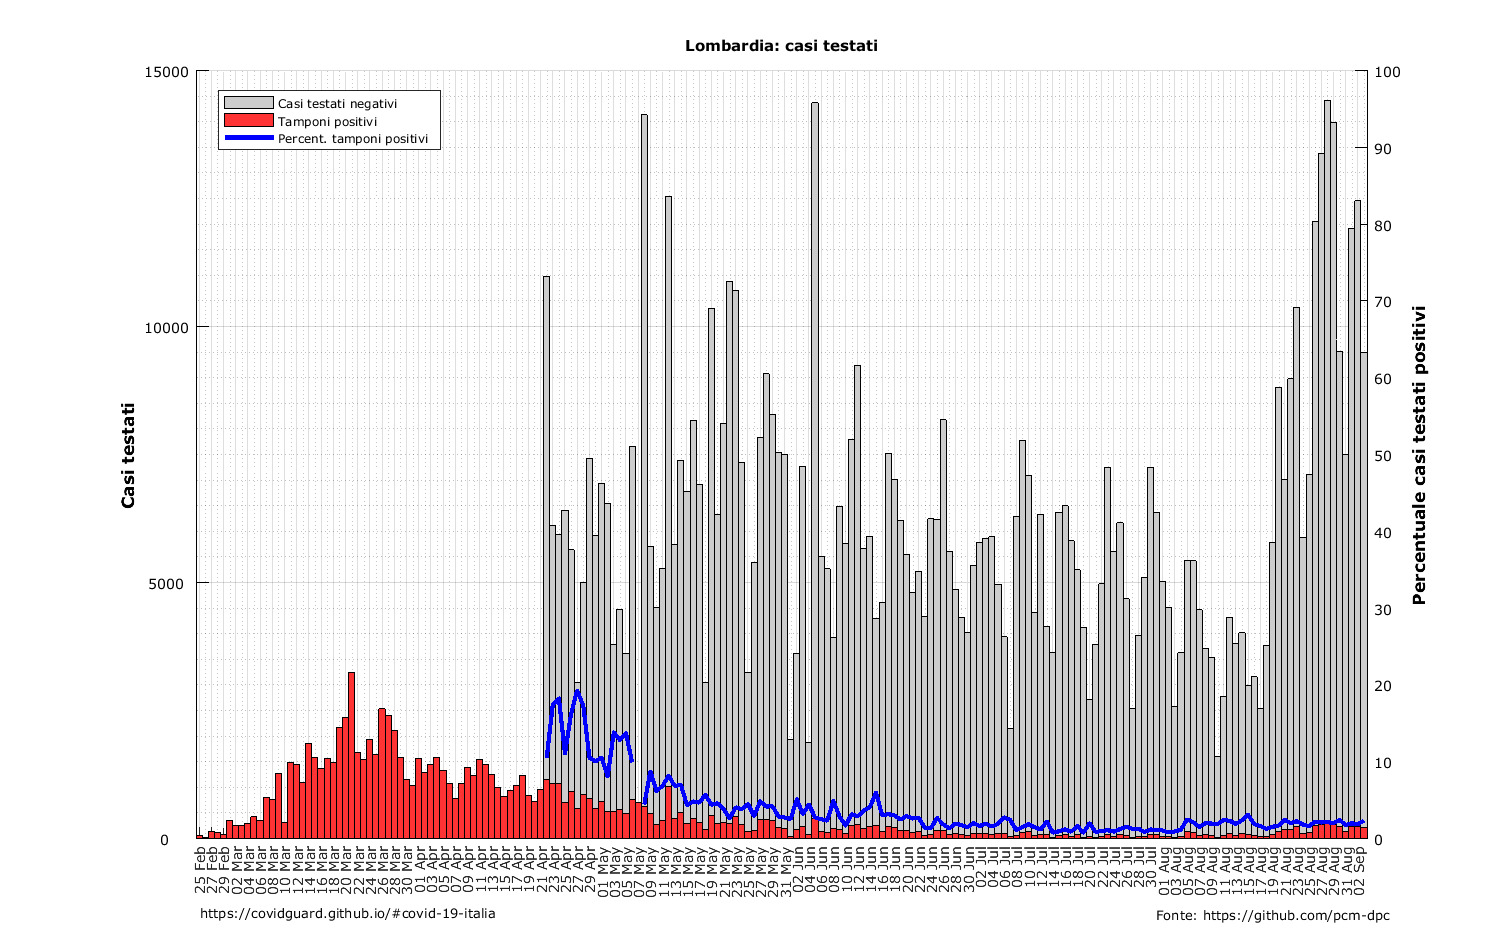 Lombardia: casi testati
15000
10000
5000
0
Casi testati
Casi testati negativi
Tamponi positivi
Percent. tamponi positivi
100
90
80
70
60
50
40
30
20
10
0
Percentuale casi testati positivi
25 Feb
27 Feb
29 Feb
02 Mar
04 Mar
06 Mar
08 Mar
10 Mar
12 Mar
14 Mar
16 Mar
18 Mar
20 Mar
22 Mar
24 Mar
26 Mar
28 Mar
30 Mar
01 Apr
03 Apr
05 Apr
07 Apr
09 Apr
11 Apr
13 Apr
15 Apr
17 Apr
19 Apr
21 Apr
23 Apr
25 Apr
27 Apr
29 Apr
01 May
03 May
05 May
07 May
09 May
11 May
13 May
15 May
17 May
19 May
21 May
23 May
25 May
27 May
29 May
31 May
02 Jun
04 Jun
06 Jun
08 Jun
10 Jun
12 Jun
14 Jun
16 Jun
18 Jun
20 Jun
22 Jun
24 Jun
26 Jun
28 Jun
30 Jun
02 Jul
04 Jul
06 Jul
08 Jul
10 Jul
12 Jul
14 Jul
16 Jul
18 Jul
20 Jul
22 Jul
24 Jul
26 Jul
28 Jul
30 Jul
01 Aug
03 Aug
05 Aug
07 Aug
09 Aug
11 Aug
13 Aug
15 Aug
17 Aug
19 Aug
21 Aug
23 Aug
25 Aug
27 Aug
29 Aug
31 Aug
02 Sep
https://covidguard.github.io/#covid-19-italia
Fonte: https://github.com/pcm-dpc